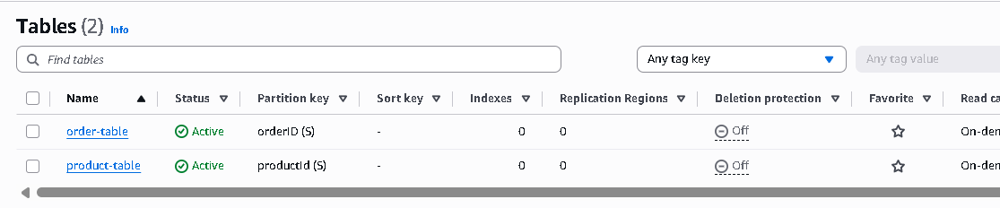 Tables (2) Info
Find tables Any tag key Any tag value
Name Status Partition key Sort key Indexes Replication Regions Deletion protection Favorite Read ca
order-table Active orderID (S) - 0 0 Off On-dem
product-table Active productId (S) - 0 0 Off On-dem